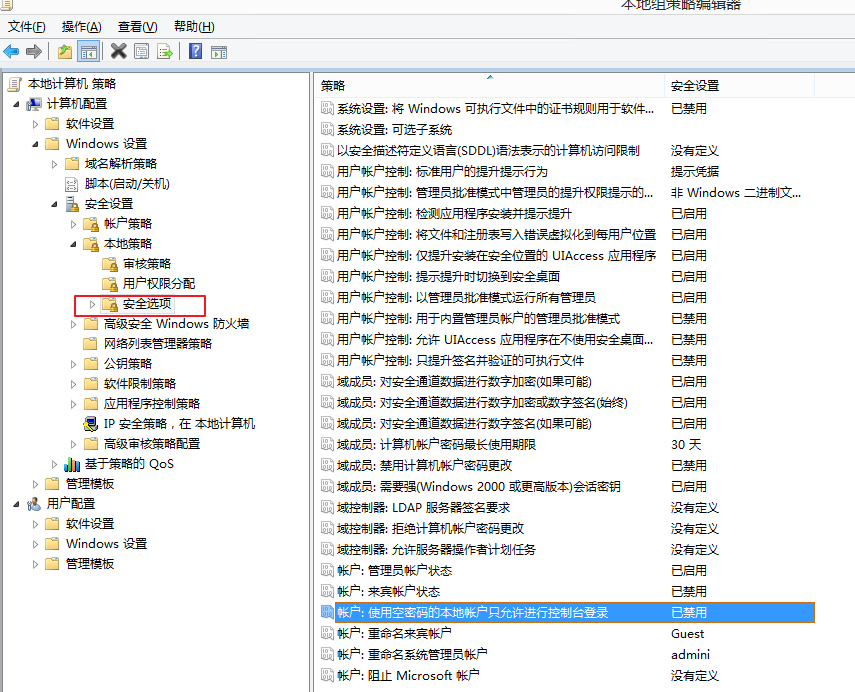 本地组策略编辑器
文件(F) 操作(A) 查看(V) 帮助(H)
本地计算机 策略
计算机配置
软件设置
Windows 设置
域名解析策略
脚本(启动/关机)
安全设置
帐户策略
本地策略
审核策略
用户权限分配
安全选项
高级安全 Windows 防火墙
网络列表管理器策略
公钥策略
软件限制策略
应用程序控制策略
IP 安全策略，在 本地计算机
高级审核策略配置
基于策略的 QoS
管理模板
用户配置
软件设置
Windows 设置
管理模板
策略 安全设置
系统设置: 将 Windows 可执行文件中的证书规则用于软件... 已禁用
系统设置: 可选子系统
以安全描述符定义语言(SDDL)语法表示的计算机访问限制 没有定义
用户帐户控制: 标准用户的提升提示行为 提示凭据
用户帐户控制: 管理员批准模式中管理员的提升权限提示的... 非 Windows 二进制文...
用户帐户控制: 检测应用程序安装并提示提升 已启用
用户帐户控制: 将文件和注册表写入错误虚拟化到每用户位置 已启用
用户帐户控制: 仅提升安装在安全位置的 UIAccess 应用程序 已启用
用户帐户控制: 提示提升时切换到安全桌面 已启用
用户帐户控制: 以管理员批准模式运行所有管理员 已启用
用户帐户控制: 用于内置管理员帐户的管理员批准模式 已禁用
用户帐户控制: 允许 UIAccess 应用程序在不使用安全桌面... 已禁用
用户帐户控制: 只提升签名并验证的可执行文件 已禁用
域成员: 对安全通道数据进行数字加密(如果可能) 已启用
域成员: 对安全通道数据进行数字加密或数字签名(始终) 已启用
域成员: 对安全通道数据进行数字签名(如果可能) 已启用
域成员: 计算机帐户密码最长使用期限 30 天
域成员: 禁用计算机帐户密码更改 已禁用
域成员: 需要强(Windows 2000 或更高版本)会话密钥 已启用
域控制器: LDAP 服务器签名要求 没有定义
域控制器: 拒绝计算机帐户密码更改 没有定义
域控制器: 允许服务器操作者计划任务 没有定义
帐户: 管理员帐户状态 已启用
帐户: 来宾帐户状态 已禁用
帐户: 使用空密码的本地帐户只允许进行控制台登录 已禁用
帐户: 重命名来宾帐户 Guest
帐户: 重命名系统管理员帐户 admini
帐户: 阻止 Microsoft 帐户 没有定义